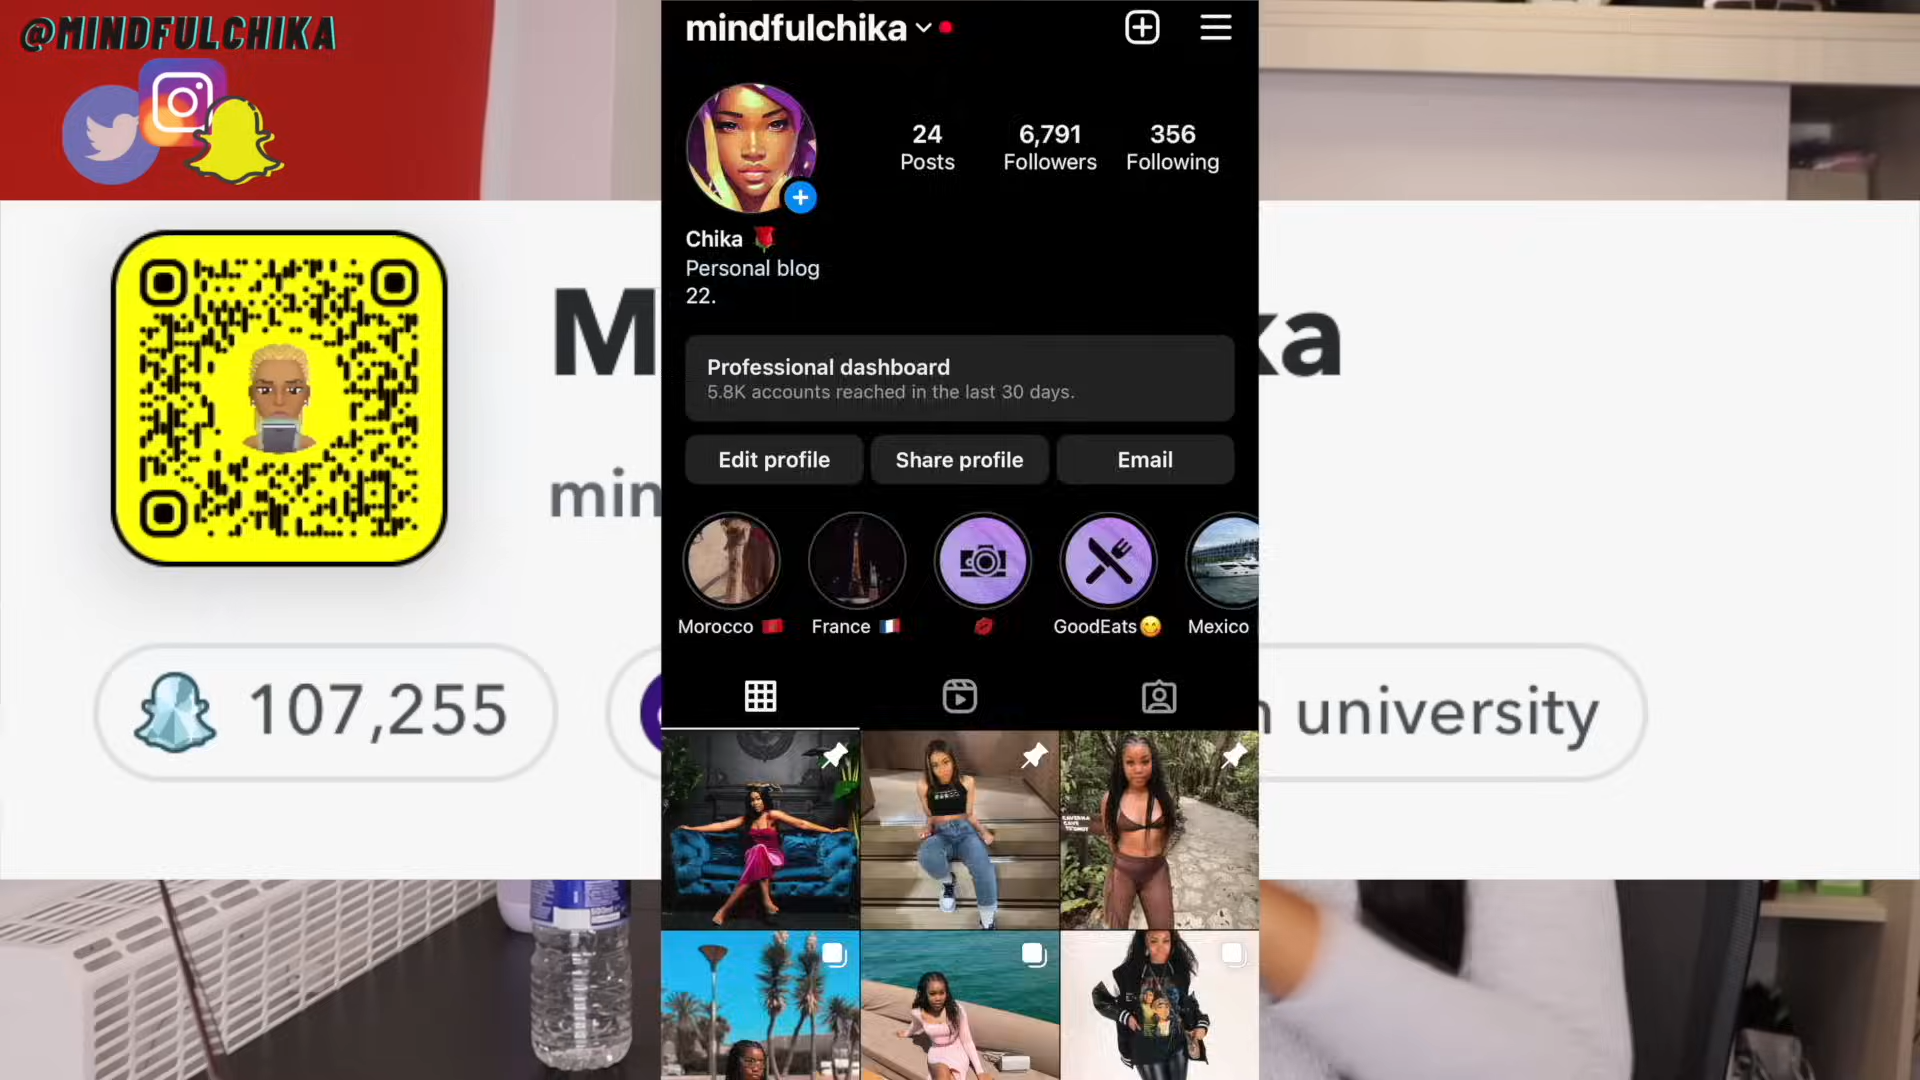 @MINDFULCHIKA
mindfulchika
24
Posts
6,791
Followers
356
Following
Chika
Personal blog
22.
Professional dashboard
5.8K accounts reached in the last 30 days.
Edit profile
Share profile
Email
Morocco
France
GoodEats
Mexico
M
ka
min
107,255
university